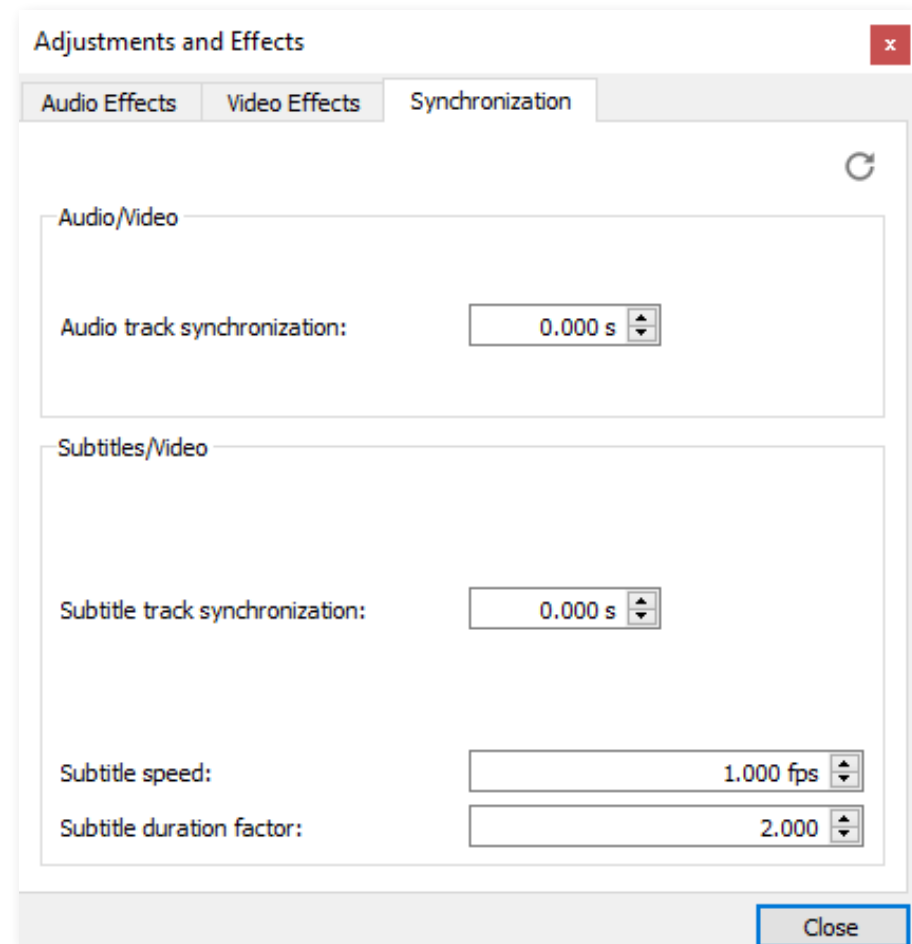 Adjustments and Effects
x
Audio Effects Video Effects Synchronization
Audio/Video
Audio track synchronization: 0.000 s
Subtitles/Video
Subtitle track synchronization: 0.000 s
Subtitle speed: 1.000 fps
Subtitle duration factor: 2.000
Close